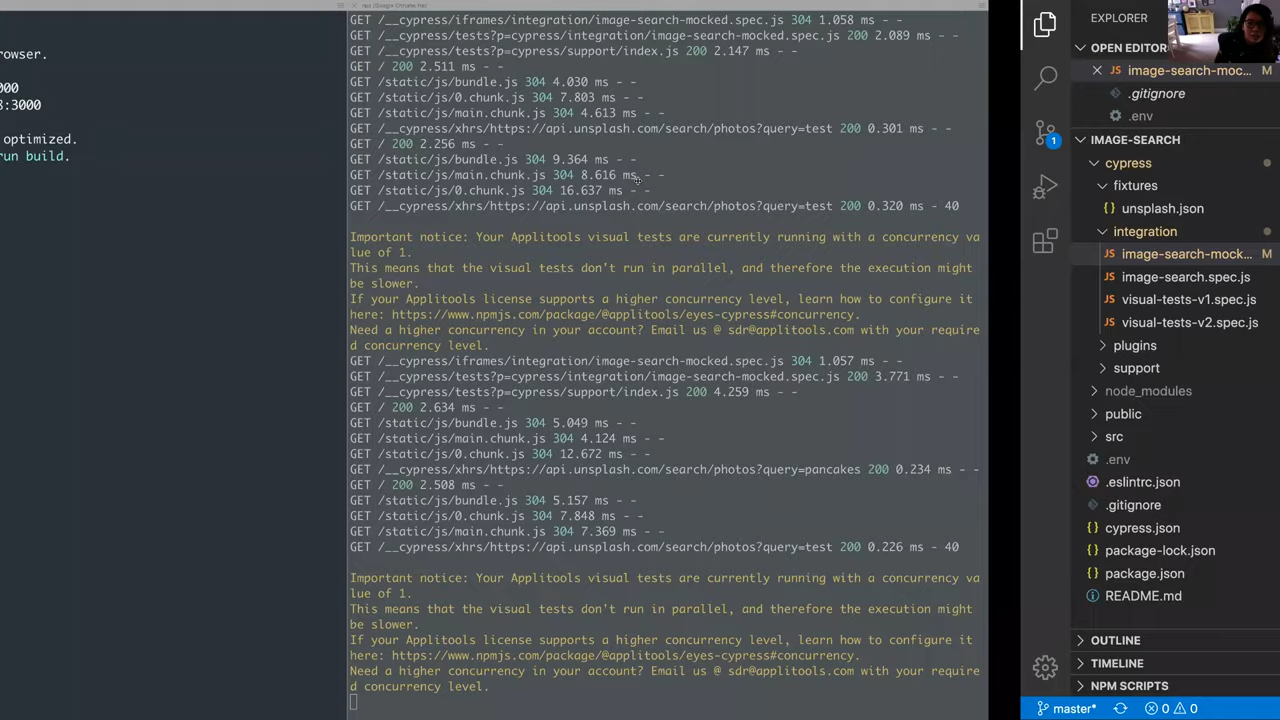 rowser.
000
8:3000
optimized.
run build.
GET /__cypress/iframes/integration/image-search-mocked.spec.js 304 1.058 ms - -
GET /__cypress/tests?p=cypress/integration/image-search-mocked.spec.js 200 2.089 ms - -
GET /__cypress/tests?p=cypress/support/index.js 200 2.147 ms - -
GET / 200 2.511 ms - -
GET /static/js/bundle.js 304 4.030 ms - -
GET /static/js/0.chunk.js 304 7.803 ms - -
GET /static/js/main.chunk.js 304 4.613 ms - -
GET /__cypress/xhrs/https://api.unsplash.com/search/photos?query=test 200 0.301 ms - -
GET / 200 2.256 ms - -
GET /static/js/bundle.js 304 9.364 ms - -
GET /static/js/main.chunk.js 304 8.616 ms - -
GET /static/js/0.chunk.js 304 16.637 ms - -
GET /__cypress/xhrs/https://api.unsplash.com/search/photos?query=test 200 0.320 ms - 40
Important notice: Your Applitools visual tests are currently running with a concurrency va
lue of 1.
This means that the visual tests don't run in parallel, and therefore the execution might
be slower.
If your Applitools license supports a higher concurrency level, learn how to configure it
here: https://www.npmjs.com/package/@applitools/eyes-cypress#concurrency.
Need a higher concurrency in your account? Email us @ sdr@applitools.com with your require
d concurrency level.
GET /__cypress/iframes/integration/image-search-mocked.spec.js 304 1.057 ms - -
GET /__cypress/tests?p=cypress/integration/image-search-mocked.spec.js 200 3.771 ms - -
GET /__cypress/tests?p=cypress/support/index.js 200 4.259 ms - -
GET / 200 2.634 ms - -
GET /static/js/bundle.js 304 5.049 ms - -
GET /static/js/main.chunk.js 304 4.124 ms - -
GET /static/js/0.chunk.js 304 12.672 ms - -
GET /__cypress/xhrs/https://api.unsplash.com/search/photos?query=pancakes 200 0.234 ms - -
GET / 200 2.508 ms - -
GET /static/js/bundle.js 304 5.157 ms - -
GET /static/js/0.chunk.js 304 7.848 ms - -
GET /static/js/main.chunk.js 304 7.369 ms - -
GET /__cypress/xhrs/https://api.unsplash.com/search/photos?query=test 200 0.226 ms - 40
Important notice: Your Applitools visual tests are currently running with a concurrency va
lue of 1.
This means that the visual tests don't run in parallel, and therefore the execution might
be slower.
If your Applitools license supports a higher concurrency level, learn how to configure it
here: https://www.npmjs.com/package/@applitools/eyes-cypress#concurrency.
Need a higher concurrency in your account? Email us @ sdr@applitools.com with your require
d concurrency level.
EXPLORER
OPEN EDITOR
JS image-search-moc... M
.gitignore
.env
IMAGE-SEARCH
cypress
fixtures
unsplash.json
integration
JS image-search-mock... M
JS image-search.spec.js
JS visual-tests-v1.spec.js
JS visual-tests-v2.spec.js
plugins
support
node_modules
public
src
.env
.eslintrc.json
.gitignore
cypress.json
package-lock.json
package.json
README.md
OUTLINE
TIMELINE
NPM SCRIPTS
1
master*
0
0